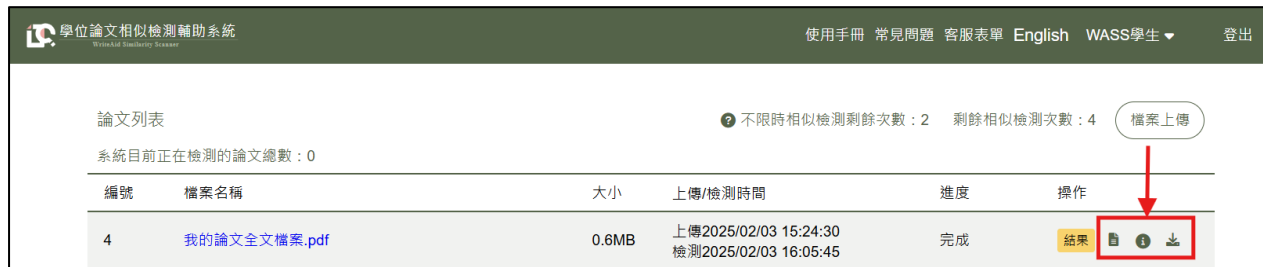 學位論文相似檢測輔助系統
WriteAid Similarity Scanner
使用手冊 常見問題 客服表單 English WASS學生 登出
論文列表
不限時相似檢測剩餘次數：2 剩餘相似檢測次數：4 檔案上傳
系統目前正在檢測的論文總數：0
編號 檔案名稱 大小 上傳/檢測時間 進度 操作
4 我的論文全文檔案.pdf 0.6MB 上傳2025/02/03 15:24:30 完成 結果
檢測2025/02/03 16:05:45